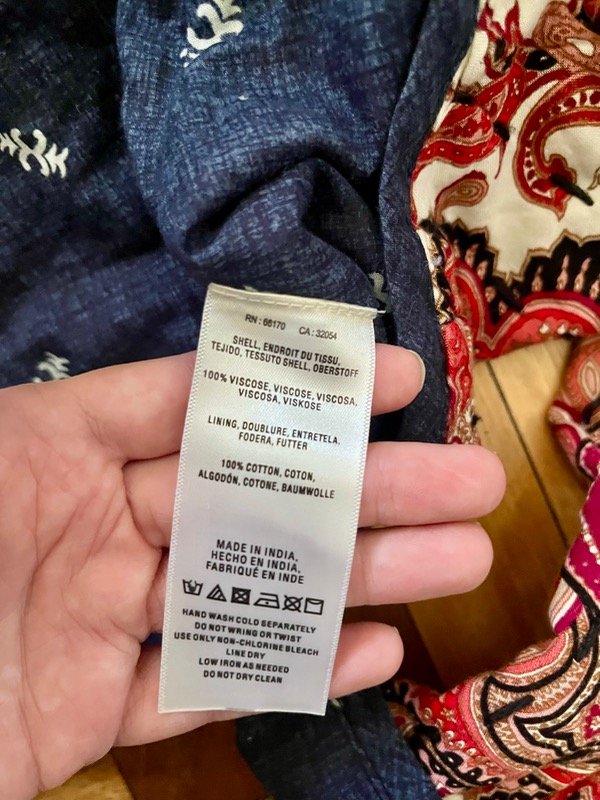 RN : 66170 CA : 32054
SHELL, ENDROIT DU TISSU,
TEJIDO, TESSUTO SHELL, OBERSTOFF
100% VISCOSE, VISCOSE, VISCOSA,
VISCOSA, VISKOSE
LINING, DOUBLURE, ENTRETELA,
FODERA, FUTTER
100% COTTON, COTON,
ALGODÓN, COTONE, BAUMWOLLE
MADE IN INDIA,
HECHO EN INDIA,
FABRIQUÉ EN INDE
HAND WASH COLD SEPARATELY
DO NOT WRING OR TWIST
USE ONLY NON-CHLORINE BLEACH
LINE DRY
LOW IRON AS NEEDED
DO NOT DRY CLEAN